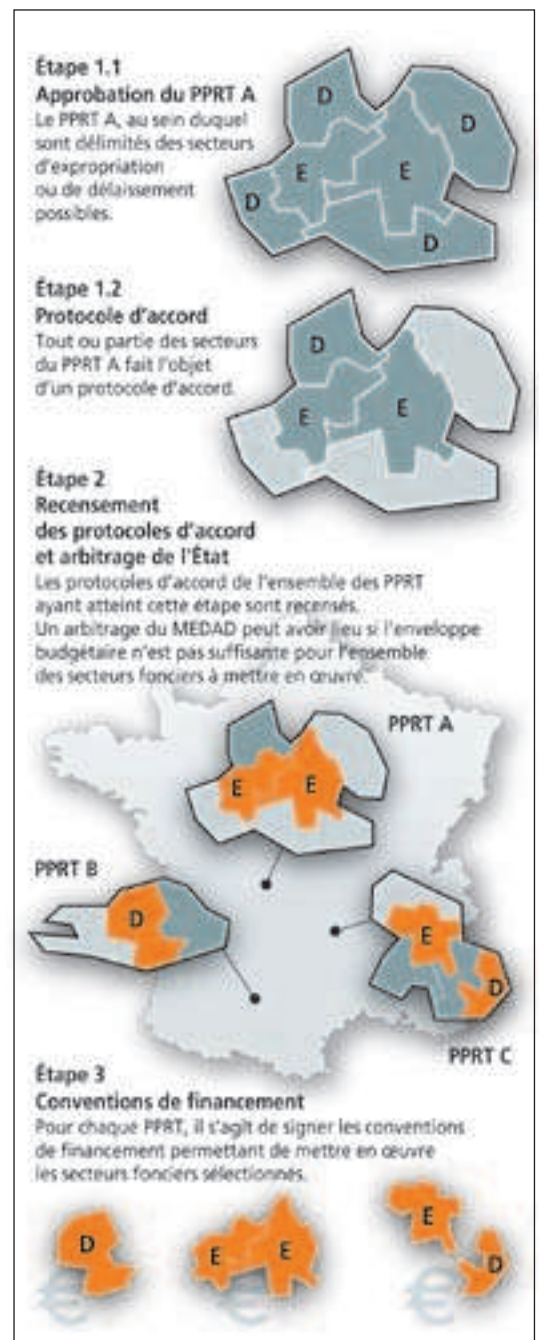 Étape 1.1
Approbation du PPRT A
Le PPRT A, au sein duquel
sont délimités des secteurs
d'expropriation
ou de délaissement
possibles.
D
D
E
E
D
D
Étape 1.2
Protocole d'accord
Tout ou partie des secteurs
du PPRT A fait l'objet
d'un protocole d'accord.
D
E
E
Étape 2
Recensement
des protocoles d'accord
et arbitrage de l'État
Les protocoles d'accord de l'ensemble des PPRT
ayant atteint cette étape sont recensés.
Un arbitrage du MEDAD peut avoir lieu si l'enveloppe
budgétaire n'est pas suffisante pour l'ensemble
des secteurs fonciers à mettre en œuvre.
PPRT A
E
E
PPRT B
D
E
D
PPRT C
Étape 3
Conventions de financement
Pour chaque PPRT, il s'agit de signer les conventions
de financement permettant de mettre en œuvre
les secteurs fonciers sélectionnés.
D
E
E
E
D
€
€
€